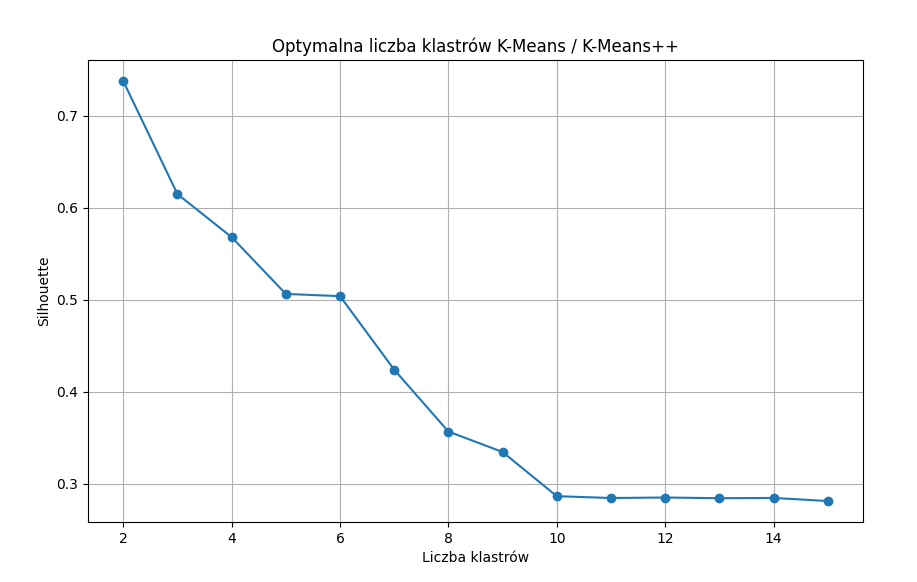 Optymalna liczba klastrów K-Means / K-Means++
0.7
0.6
0.5
0.4
0.3
Silhouette
2 4 6 8 10 12 14
Liczba klastrów